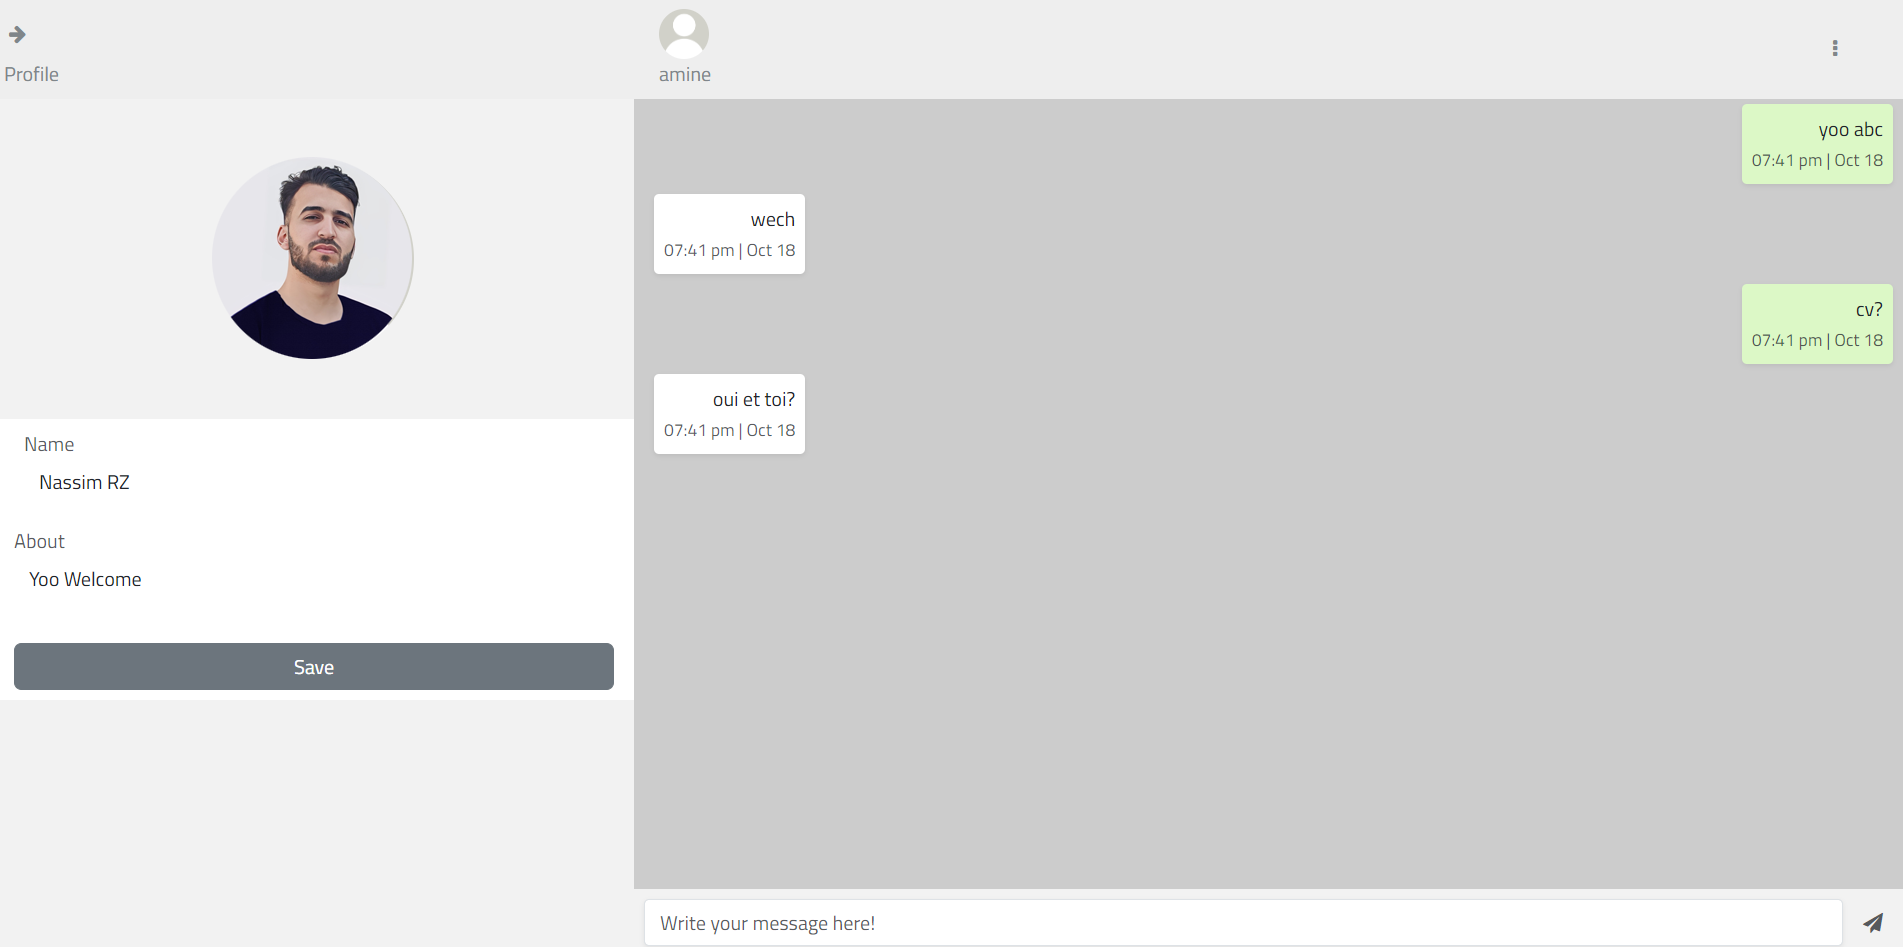 Profile
Name
Nassim RZ
About
Yoo Welcome
Save
amine
yoo abc
07:41 pm | Oct 18
wech
07:41 pm | Oct 18
cv?
07:41 pm | Oct 18
oui et toi?
07:41 pm | Oct 18
Write your message here!